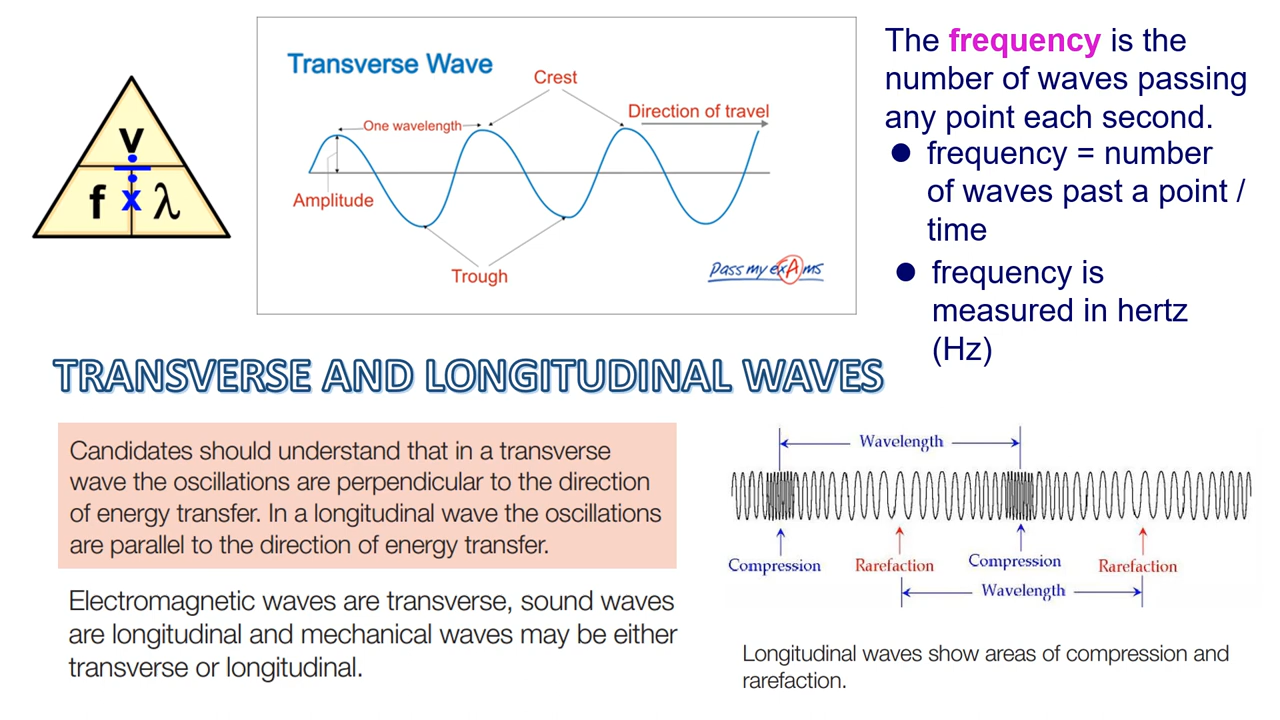 v
÷
f x λ
Transverse Wave
Crest
Direction of travel
One wavelength
Amplitude
Trough
Pass my exAms
The frequency is the
number of waves passing
any point each second.
● frequency = number
of waves past a point /
time
● frequency is
measured in hertz
(Hz)
TRANSVERSE AND LONGITUDINAL WAVES
Candidates should understand that in a transverse
wave the oscillations are perpendicular to the direction
of energy transfer. In a longitudinal wave the oscillations
are parallel to the direction of energy transfer.
Electromagnetic waves are transverse, sound waves
are longitudinal and mechanical waves may be either
transverse or longitudinal.
Wavelength
Compression Rarefaction Compression Rarefaction
Wavelength
Longitudinal waves show areas of compression and
rarefaction.